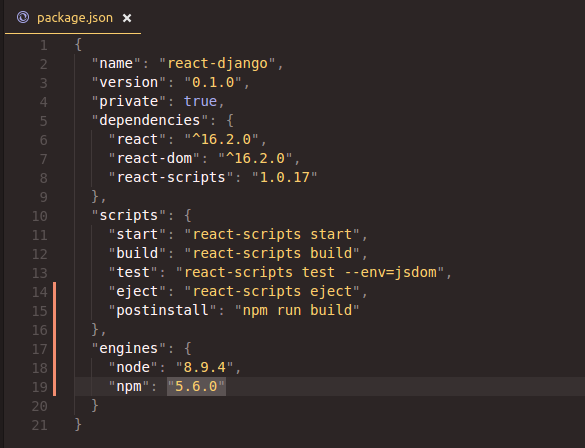 package.json ×
1 {
2 "name": "react-django",
3 "version": "0.1.0",
4 "private": true,
5 "dependencies": {
6 "react": "^16.2.0",
7 "react-dom": "^16.2.0",
8 "react-scripts": "1.0.17"
9 },
10 "scripts": {
11 "start": "react-scripts start",
12 "build": "react-scripts build",
13 "test": "react-scripts test --env=jsdom",
14 "eject": "react-scripts eject",
15 "postinstall": "npm run build"
16 },
17 "engines": {
18 "node": "8.9.4",
19 "npm": "5.6.0"
20 }
21 }